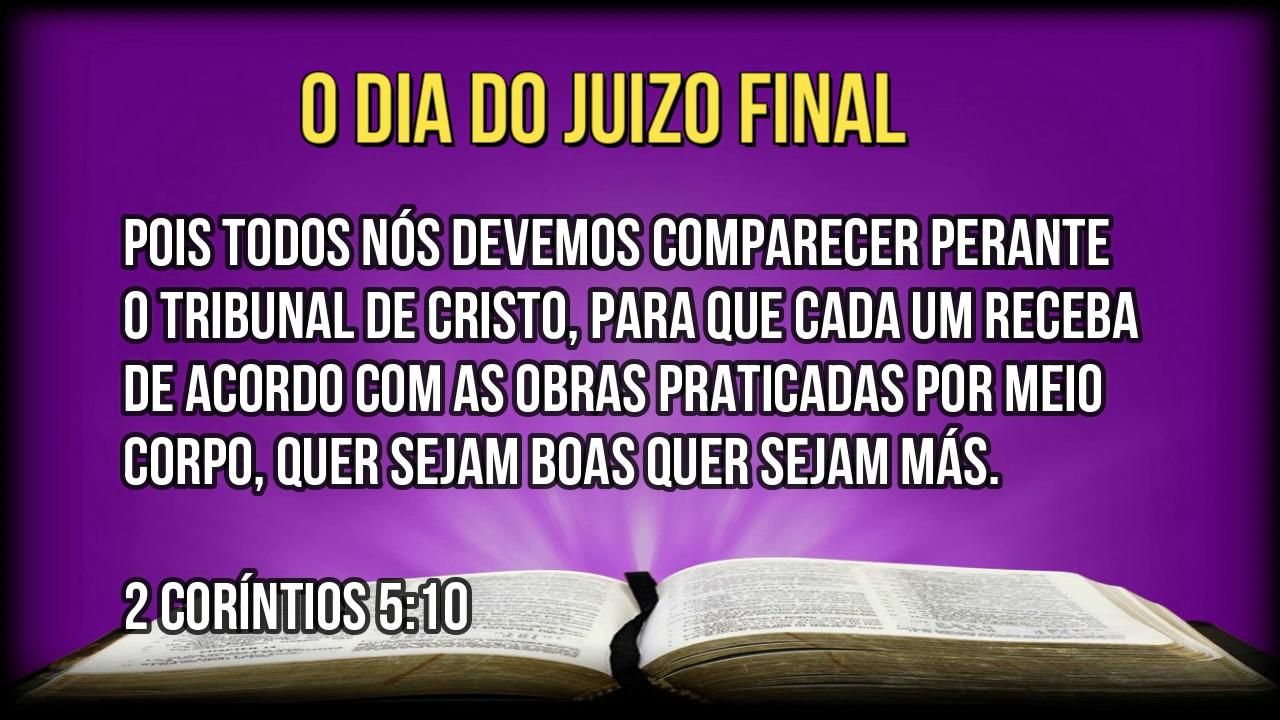 O DIA DO JUIZO FINAL
POIS TODOS NÓS DEVEMOS COMPARECER PERANTE
O TRIBUNAL DE CRISTO, PARA QUE CADA UM RECEBA
DE ACORDO COM AS OBRAS PRATICADAS POR MEIO
CORPO, QUER SEJAM BOAS QUER SEJAM MÁS.
2 CORÍNTIOS 5:10